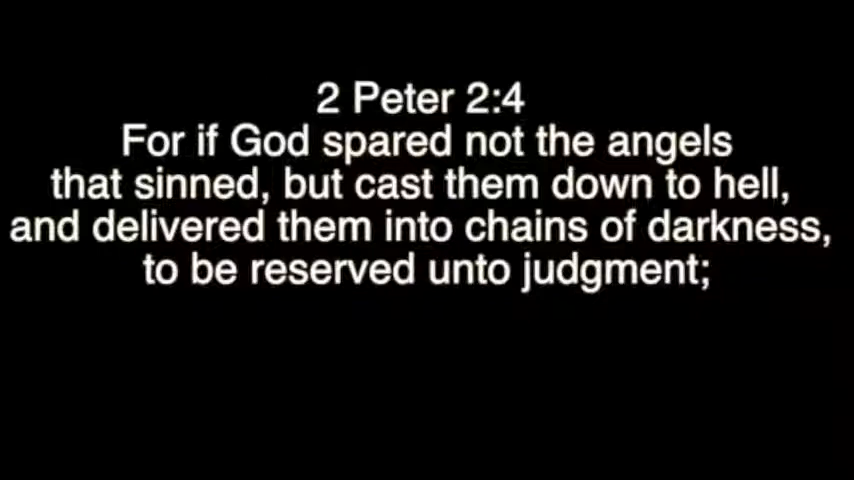 2 Peter 2:4
For if God spared not the angels
that sinned, but cast them down to hell,
and delivered them into chains of darkness,
to be reserved unto judgment;